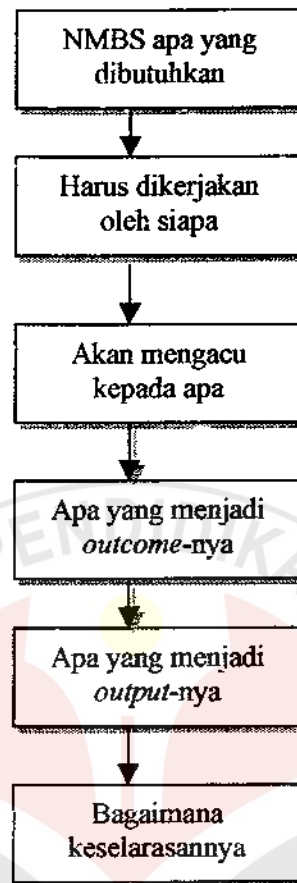 NMBS apa yang
dibutuhkan
Harus dikerjakan
oleh siapa
Akan mengacu
kepada apa
Apa yang menjadi
outcome-nya
PENDIDIKA
Apa yang menjadi
output-nya
Bagaimana
keselarasannya